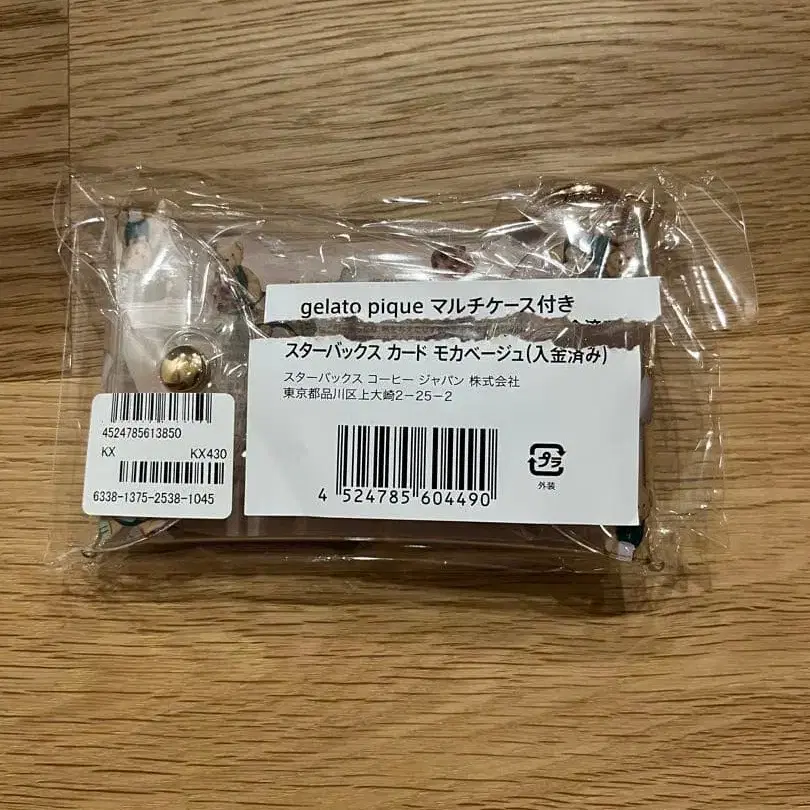 gelato pique マルチケース付き
スターバックス カード モカベージュ(入金済み)
スターバックス コーヒー ジャパン 株式会社
東京都品川区上大崎2-25-2
4 524785 604490
プラ
外装
4524785613850
KX KX430
6338-1375-2538-1045